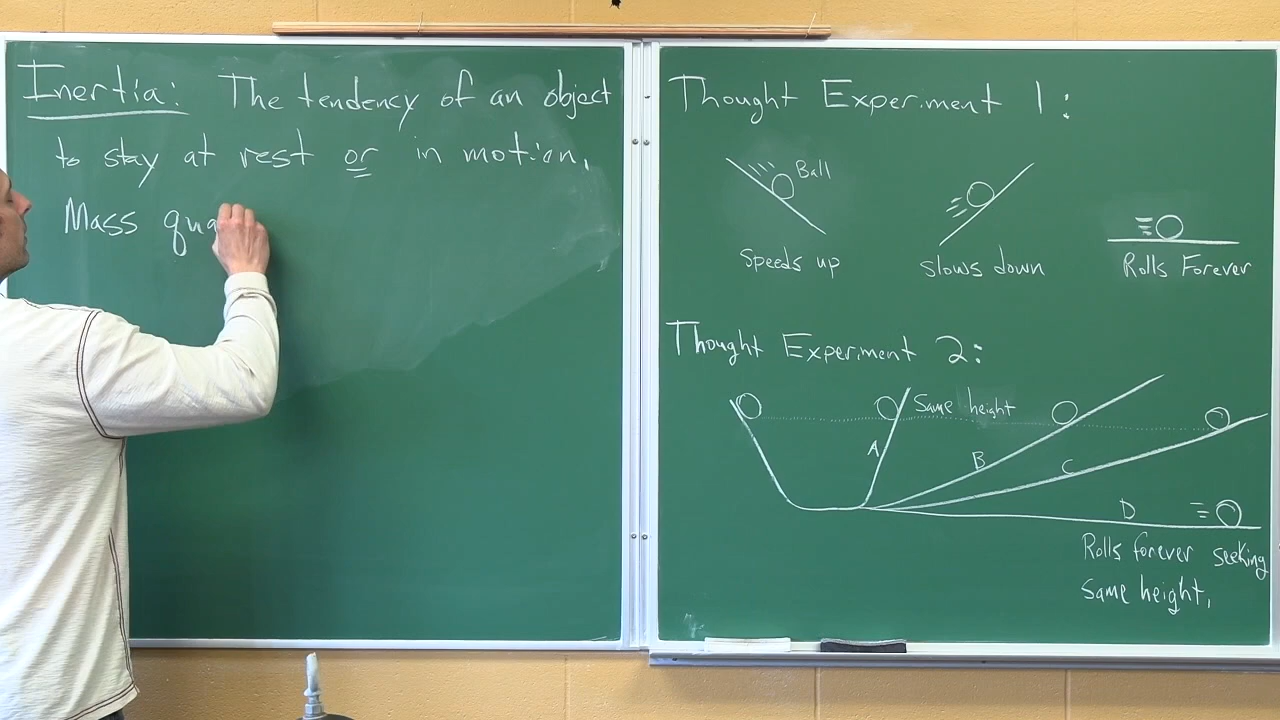 Inertia: The tendency of an object
to stay at rest or in motion.
Mass qua
Thought Experiment 1:
Ball
Speeds up
slows down
Rolls Forever
Thought Experiment 2:
Same height
A
B
C
D
Rolls forever seeking
same height.